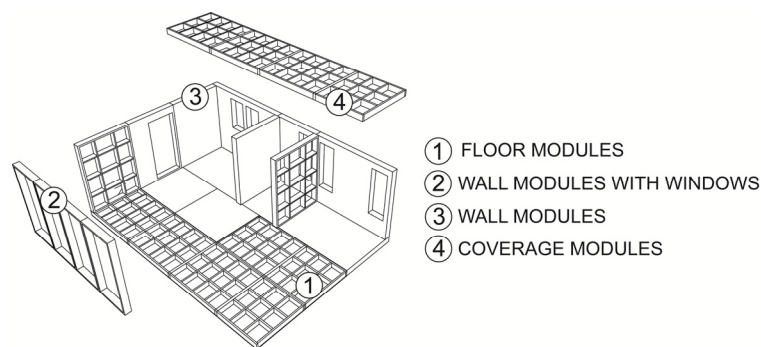 3
4
2
1
1 FLOOR MODULES
2 WALL MODULES WITH WINDOWS
3 WALL MODULES
4 COVERAGE MODULES